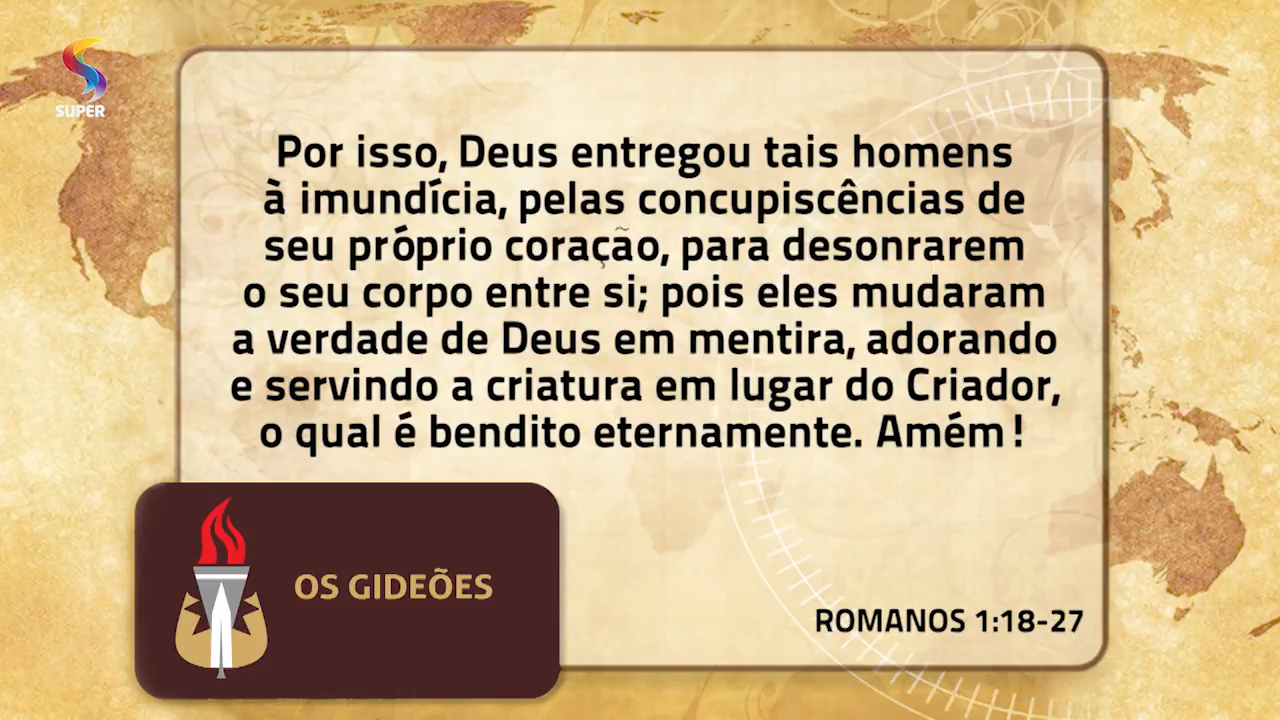 SUPER
Por isso, Deus entregou tais homens
à imundícia, pelas concupiscências de
seu próprio coração, para desonrarem
o seu corpo entre si; pois eles mudaram
a verdade de Deus em mentira, adorando
e servindo a criatura em lugar do Criador,
o qual é bendito eternamente. Amém!
OS GIDEÕES
ROMANOS 1:18-27